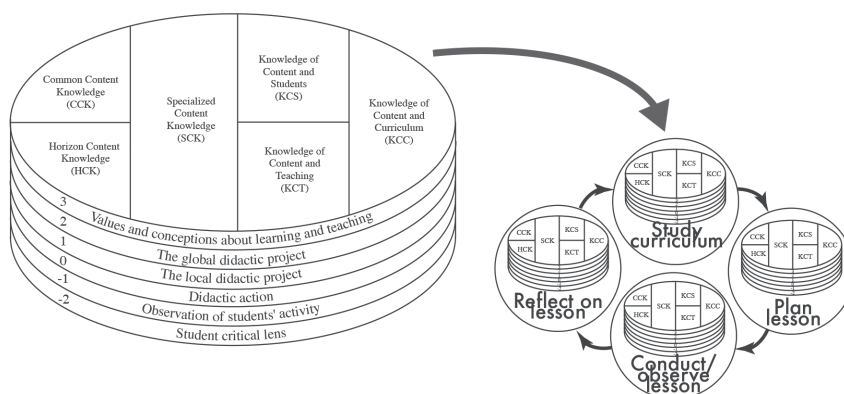 Common Content
Knowledge
(CCK)
Horizon Content
Knowledge
(HCK)
Specialized
Content
Knowledge
(SCK)
Knowledge of
Content and
Students
(KCS)
Knowledge of
Content and
Teaching
(KCT)
Knowledge of
Content and
Curriculum
(KCC)
3
Values and conceptions about learning and teaching
2
The global didactic project
1
The local didactic project
0
Didactic action
-1
Observation of students' activity
-2
Student critical lens
CCK
HCK
SCK
KCS
KCT
KCC
Study
curriculum
CCK
HCK
SCK
KCS
KCT
KCC
Plan
lesson
CCK
HCK
SCK
KCS
KCT
KCC
Conduct/
observe
lesson
CCK
HCK
SCK
KCS
KCT
KCC
Reflect on
lesson